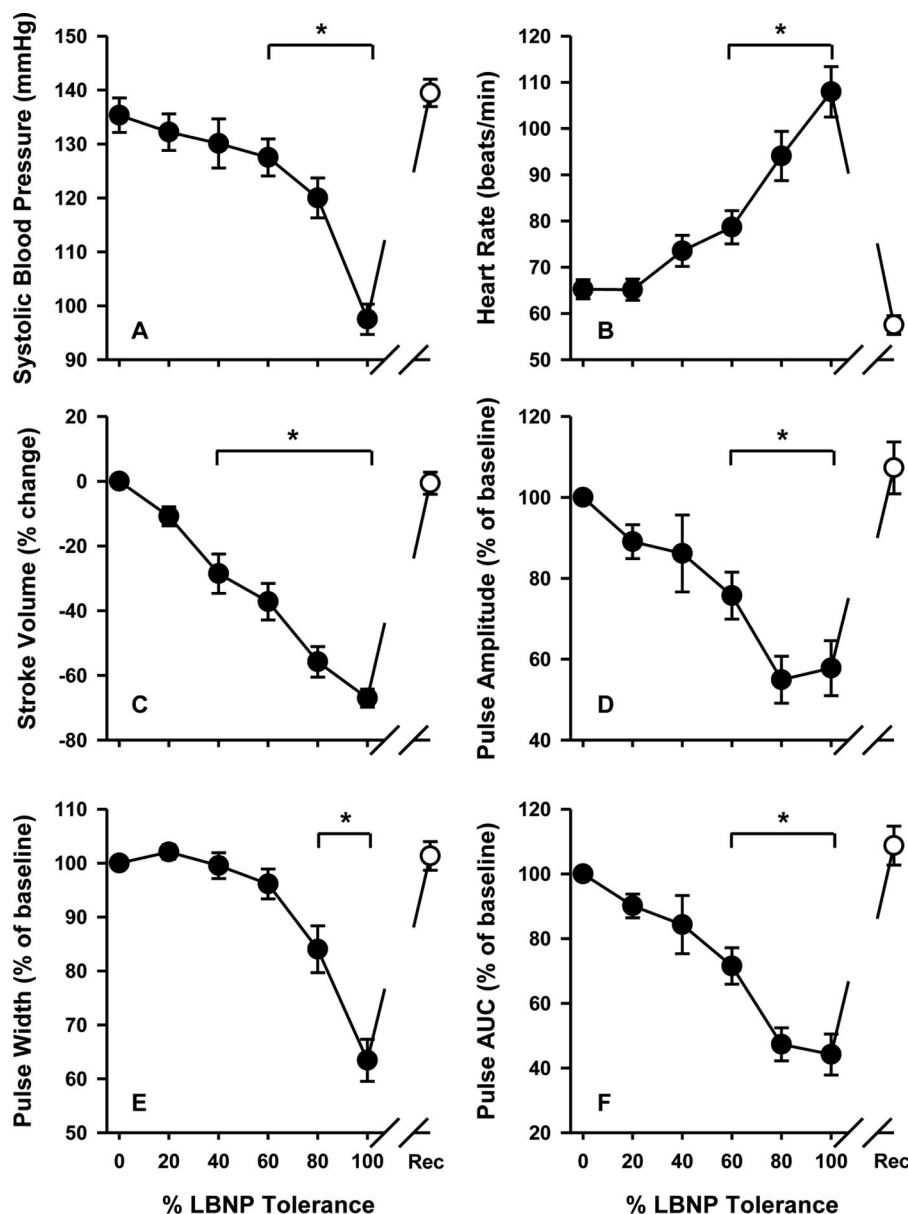 Systolic Blood Pressure (mmHg)
150
140
130
120
110
100
90
*
A
Heart Rate (beats/min)
120
110
100
90
80
70
60
50
*
B
Stroke Volume (% change)
20
0
-20
-40
-60
-80
*
C
Pulse Amplitude (% of baseline)
120
100
80
60
40
*
D
Pulse Width (% of baseline)
110
100
90
80
70
60
50
*
E
0 20 40 60 80 100 Rec
% LBNP Tolerance
Pulse AUC (% of baseline)
120
100
80
60
40
20
*
F
0 20 40 60 80 100 Rec
% LBNP Tolerance